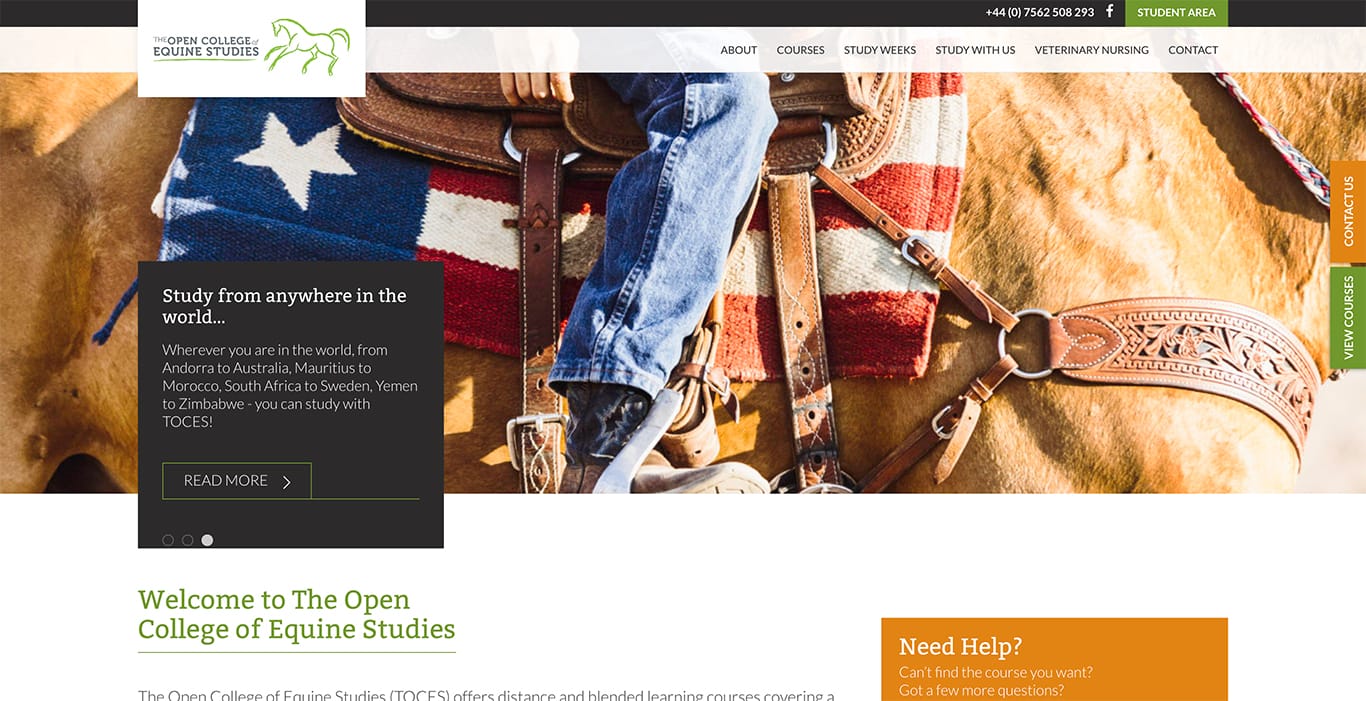 +44 (0) 7562 508 293
STUDENT AREA
THE OPEN COLLEGE of
EQUINE STUDIES
ABOUT COURSES STUDY WEEKS STUDY WITH US VETERINARY NURSING CONTACT
CONTACT US
VIEW COURSES
Study from anywhere in the
world...
Wherever you are in the world, from
Andorra to Australia, Mauritius to
Morocco, South Africa to Sweden, Yemen
to Zimbabwe - you can study with
TOCES!
READ MORE
Welcome to The Open
College of Equine Studies
The Open College of Equine Studies (TOCES) offers distance and blended learning courses covering a
Need Help?
Can't find the course you want?
Got a few more questions?